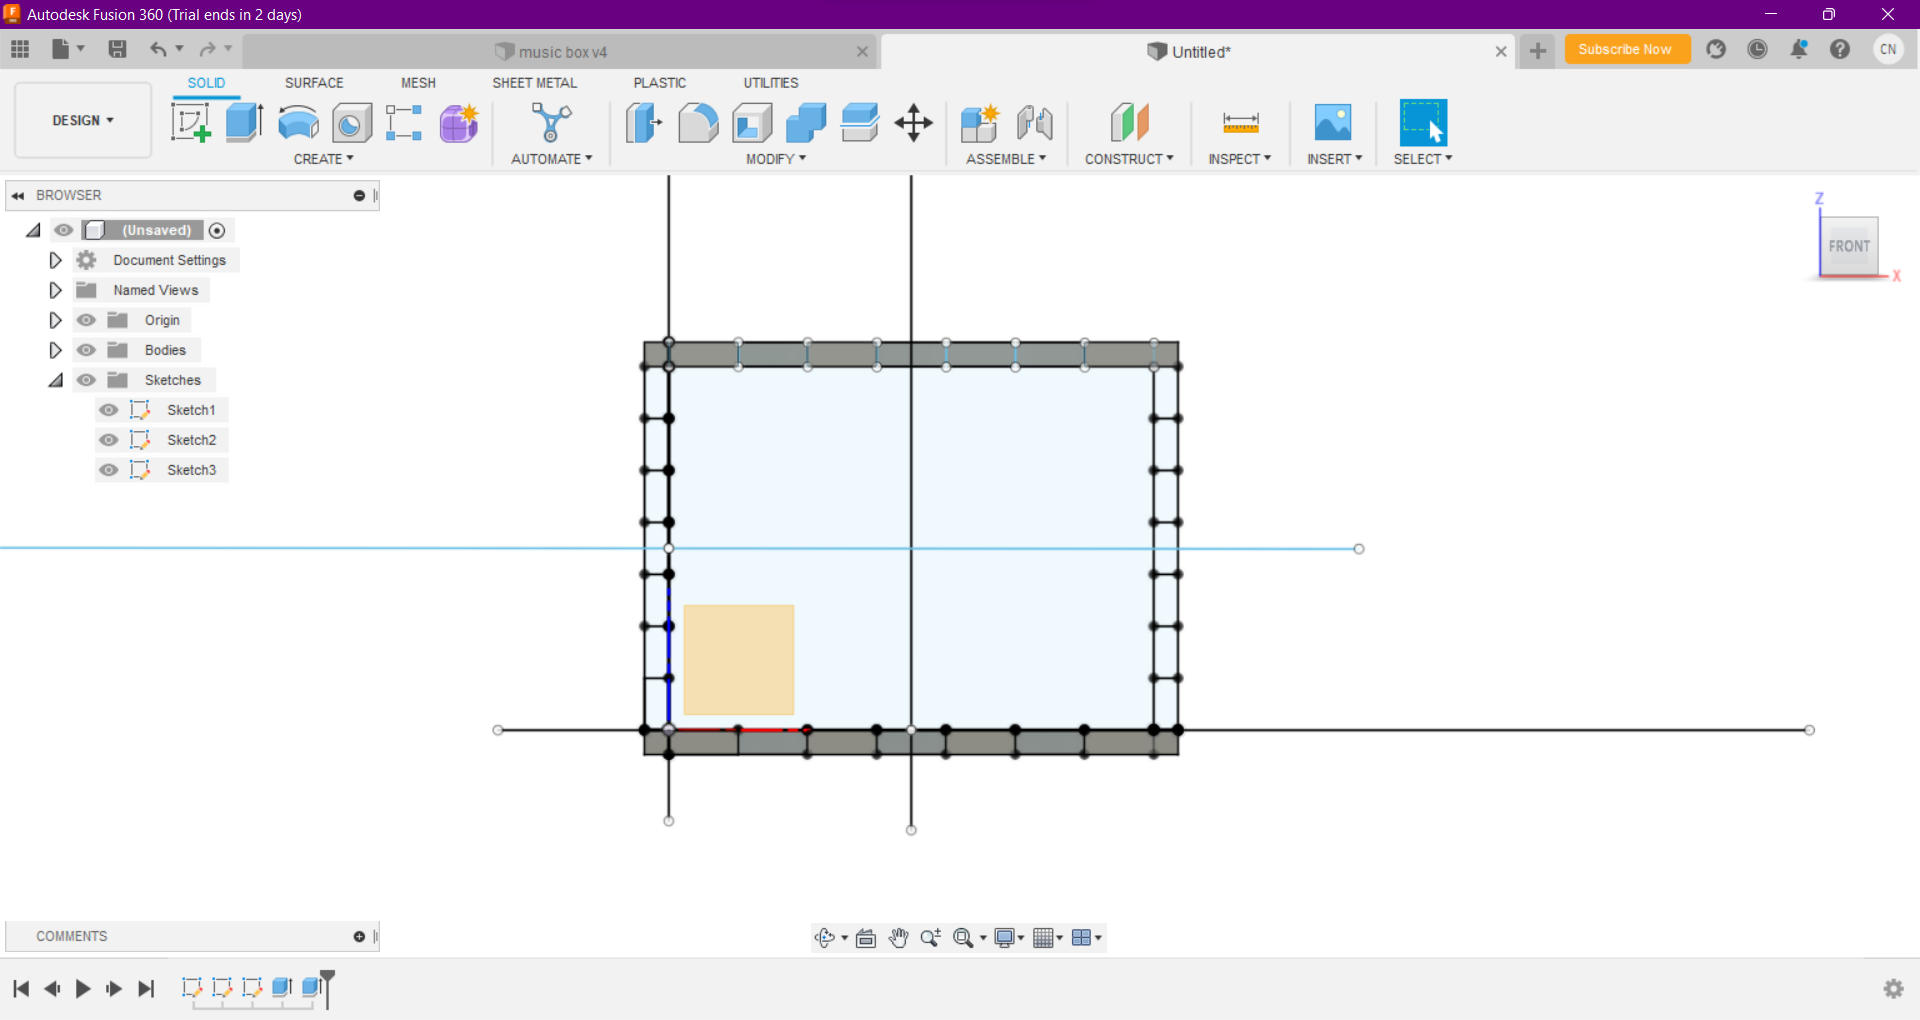 Autodesk Fusion 360 (Trial ends in 2 days)
music box v4
Untitled*
Subscribe Now
CN
DESIGN
SOLID
SURFACE
MESH
SHEET METAL
PLASTIC
UTILITIES
CREATE
AUTOMATE
MODIFY
ASSEMBLE
CONSTRUCT
INSPECT
INSERT
SELECT
BROWSER
(Unsaved)
Document Settings
Named Views
Origin
Bodies
Sketches
Sketch1
Sketch2
Sketch3
Z
FRONT
X
COMMENTS